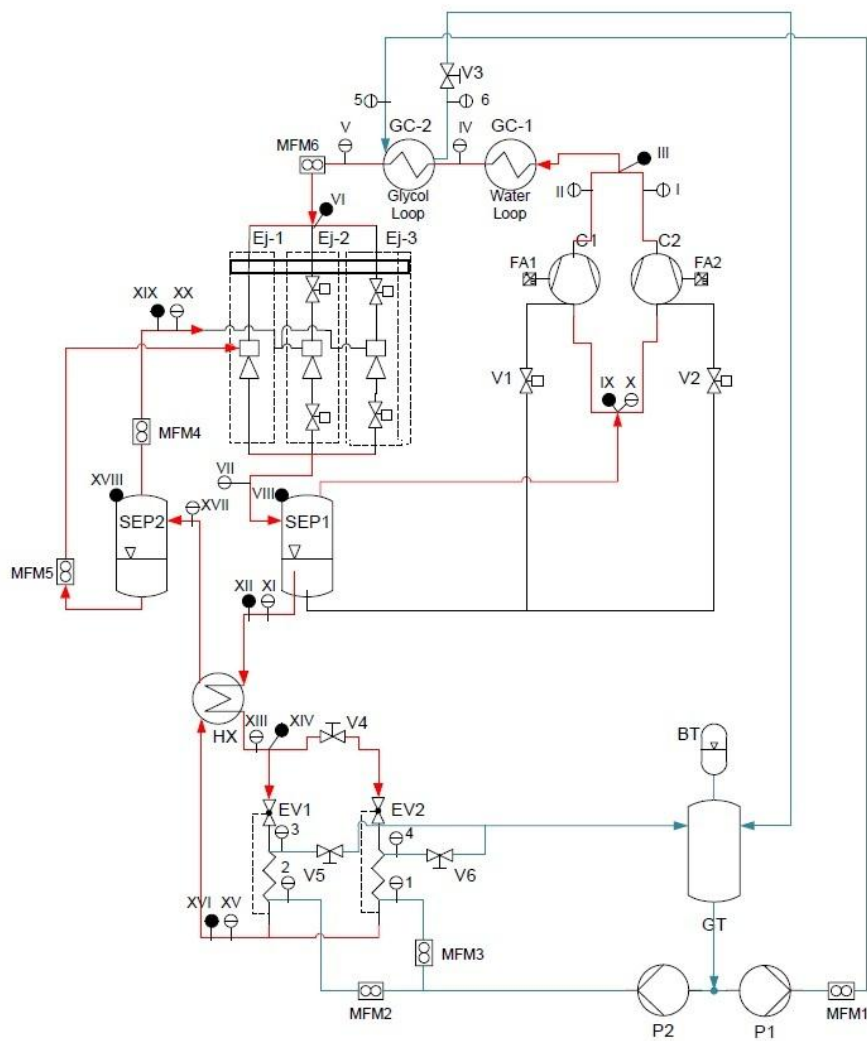 V3
5
6
V
GC-2
IV
GC-1
MFM6
III
II
I
Glycol
Loop
Water
Loop
VI
Ej-1
Ej-2
Ej-3
C1
C2
FA1
FA2
XIX
XX
V1
IX
X
V2
MFM4
VII
XVIII
XVII
VIII
SEP2
SEP1
MFM5
XII
XI
XIII
XIV
V4
HX
BT
EV1
EV2
3
4
2
V5
1
V6
XVI
XV
GT
MFM3
MFM2
P2
P1
MFM1